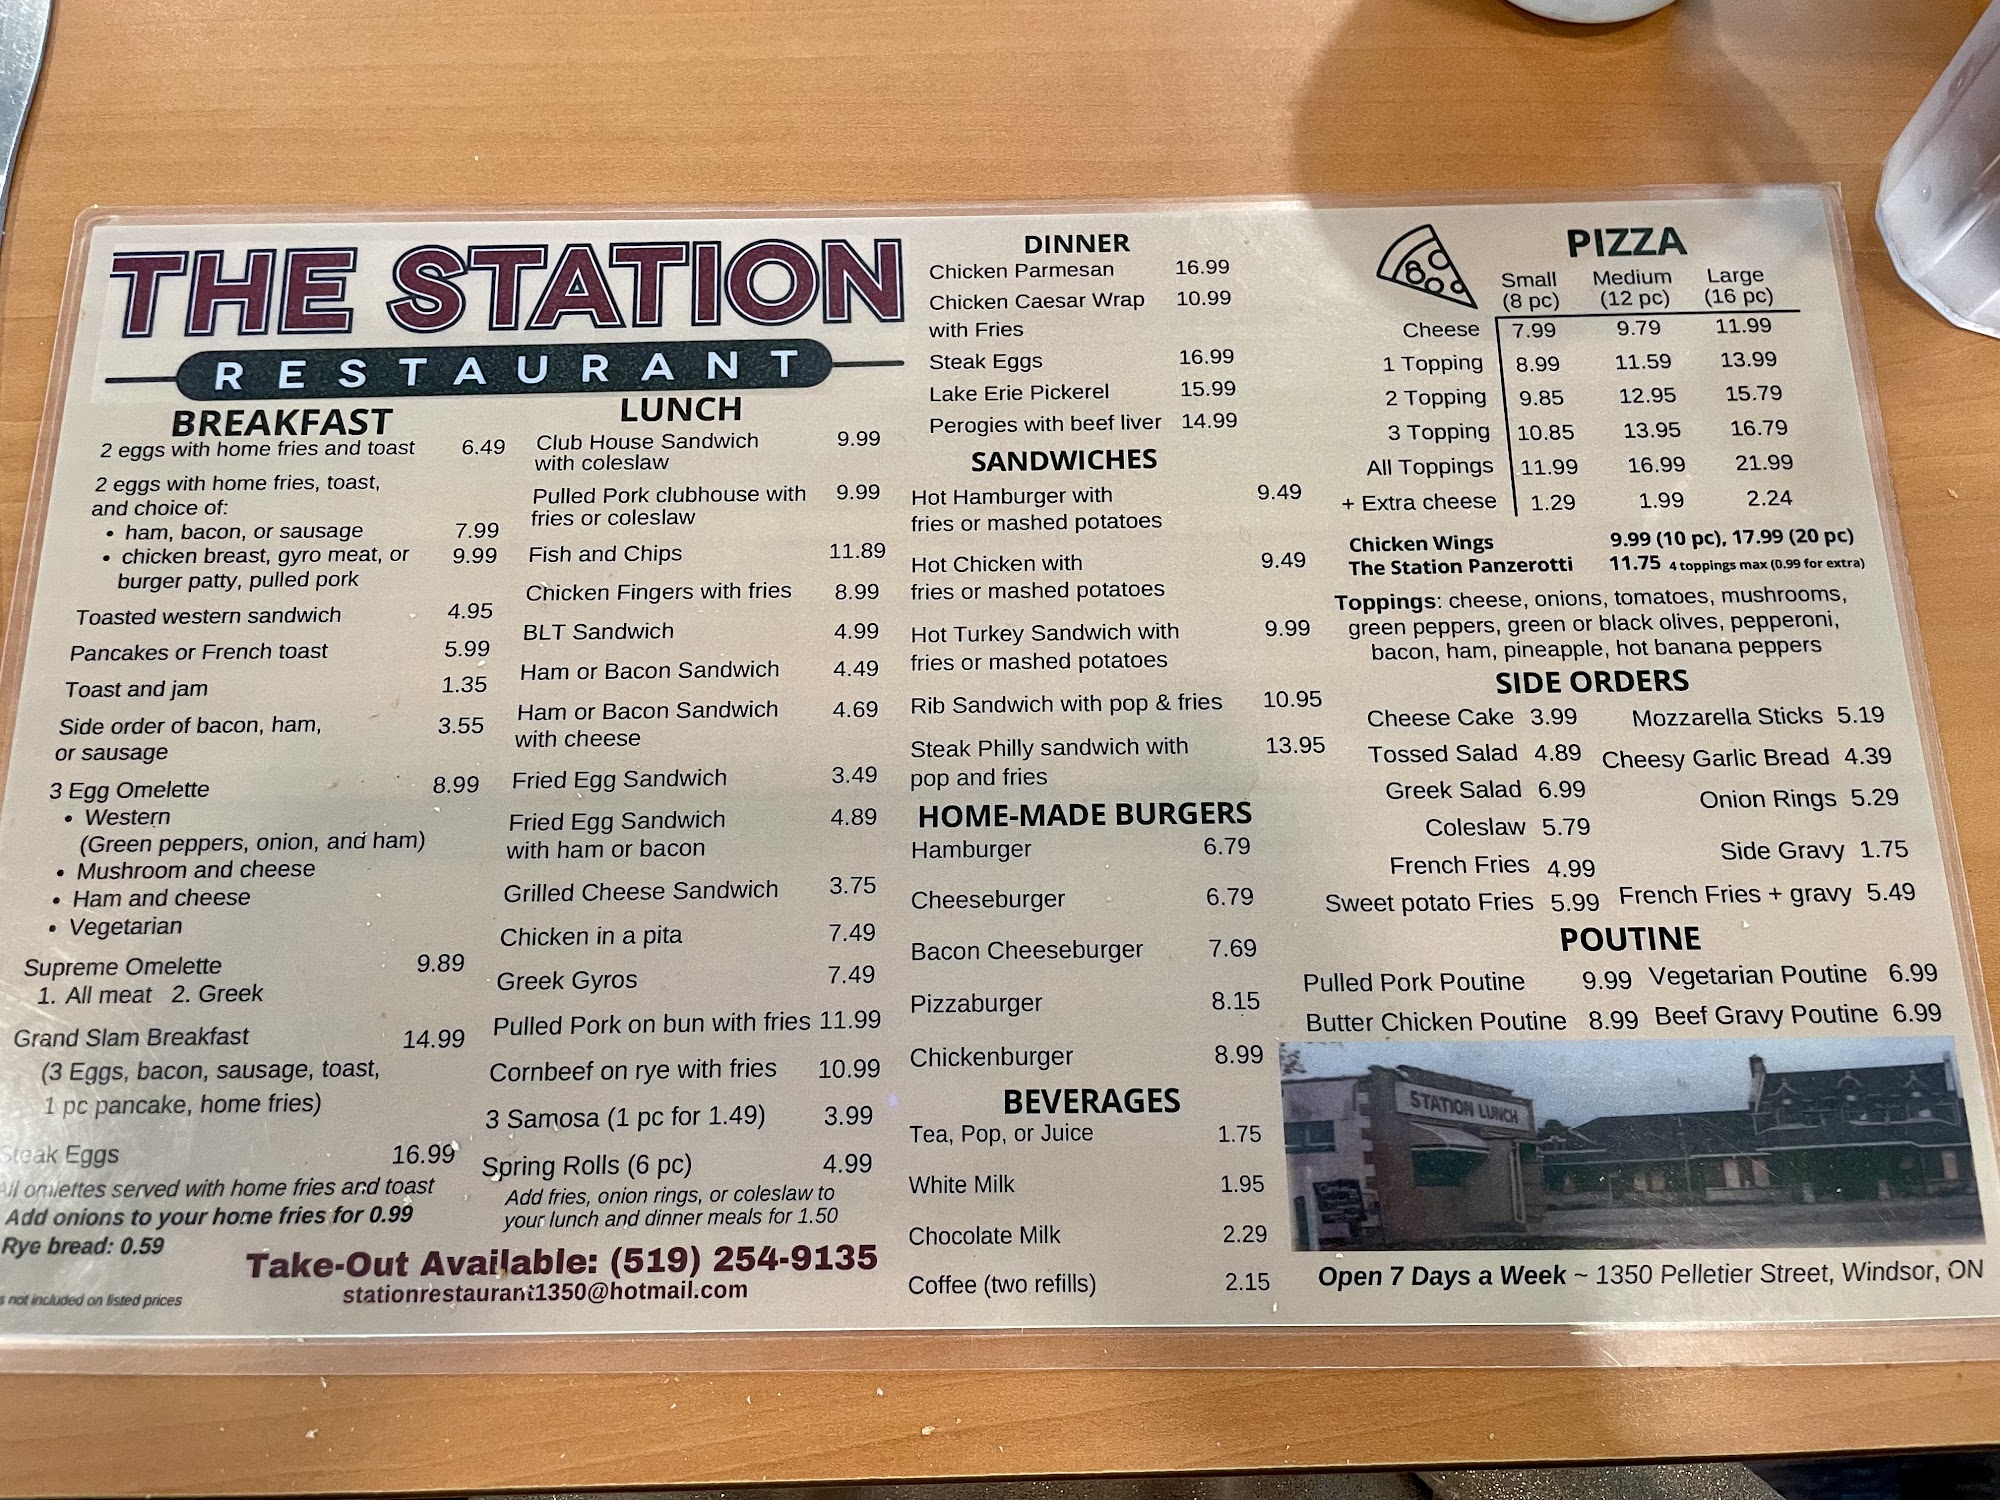 THE STATION
RESTAURANT
BREAKFAST
2 eggs with home fries and toast 6.49
2 eggs with home fries, toast,
and choice of:
• ham, bacon, or sausage 7.99
• chicken breast, gyro meat, or 9.99
burger patty, pulled pork
Toasted western sandwich 4.95
Pancakes or French toast 5.99
Toast and jam 1.35
Side order of bacon, ham, 3.55
or sausage
3 Egg Omelette 8.99
• Western
(Green peppers, onion, and ham)
• Mushroom and cheese
• Ham and cheese
• Vegetarian
Supreme Omelette 9.89
1. All meat 2. Greek
Grand Slam Breakfast 14.99
(3 Eggs, bacon, sausage, toast,
1 pc pancake, home fries)
Steak Eggs 16.99
All omlettes served with home fries and toast
Add onions to your home fries for 0.99
Rye bread: 0.59
not included on listed prices
LUNCH
Club House Sandwich 9.99
with coleslaw
Pulled Pork clubhouse with 9.99
fries or coleslaw
Fish and Chips 11.89
Chicken Fingers with fries 8.99
BLT Sandwich 4.99
Ham or Bacon Sandwich 4.49
Ham or Bacon Sandwich 4.69
with cheese
Fried Egg Sandwich 3.49
Fried Egg Sandwich 4.89
with ham or bacon
Grilled Cheese Sandwich 3.75
Chicken in a pita 7.49
Greek Gyros 7.49
Pulled Pork on bun with fries 11.99
Cornbeef on rye with fries 10.99
3 Samosa (1 pc for 1.49) 3.99
Spring Rolls (6 pc) 4.99
Add fries, onion rings, or coleslaw to
your lunch and dinner meals for 1.50
Take-Out Available: (519) 254-9135
stationrestaurant1350@hotmail.com
DINNER
Chicken Parmesan 16.99
Chicken Caesar Wrap 10.99
with Fries
Steak Eggs 16.99
Lake Erie Pickerel 15.99
Perogies with beef liver 14.99
SANDWICHES
Hot Hamburger with 9.49
fries or mashed potatoes
Hot Chicken with 9.49
fries or mashed potatoes
Hot Turkey Sandwich with 9.99
fries or mashed potatoes
Rib Sandwich with pop & fries 10.95
Steak Philly sandwich with 13.95
pop and fries
HOME-MADE BURGERS
Hamburger 6.79
Cheeseburger 6.79
Bacon Cheeseburger 7.69
Pizzaburger 8.15
Chickenburger 8.99
BEVERAGES
Tea, Pop, or Juice 1.75
White Milk 1.95
Chocolate Milk 2.29
Coffee (two refills) 2.15
PIZZA
Small Medium Large
(8 pc) (12 pc) (16 pc)
Cheese 7.99 9.79 11.99
1 Topping 8.99 11.59 13.99
2 Topping 9.85 12.95 15.79
3 Topping 10.85 13.95 16.79
All Toppings 11.99 16.99 21.99
+ Extra cheese 1.29 1.99 2.24
Chicken Wings 9.99 (10 pc), 17.99 (20 pc)
The Station Panzerotti 11.75 4 toppings max (0.99 for extra)
Toppings: cheese, onions, tomatoes, mushrooms,
green peppers, green or black olives, pepperoni,
bacon, ham, pineapple, hot banana peppers
SIDE ORDERS
Cheese Cake 3.99 Mozzarella Sticks 5.19
Tossed Salad 4.89 Cheesy Garlic Bread 4.39
Greek Salad 6.99 Onion Rings 5.29
Coleslaw 5.79 Side Gravy 1.75
French Fries 4.99
Sweet potato Fries 5.99 French Fries + gravy 5.49
POUTINE
Pulled Pork Poutine 9.99 Vegetarian Poutine 6.99
Butter Chicken Poutine 8.99 Beef Gravy Poutine 6.99
STATION LUNCH
Open 7 Days a Week ~ 1350 Pelletier Street, Windsor, ON